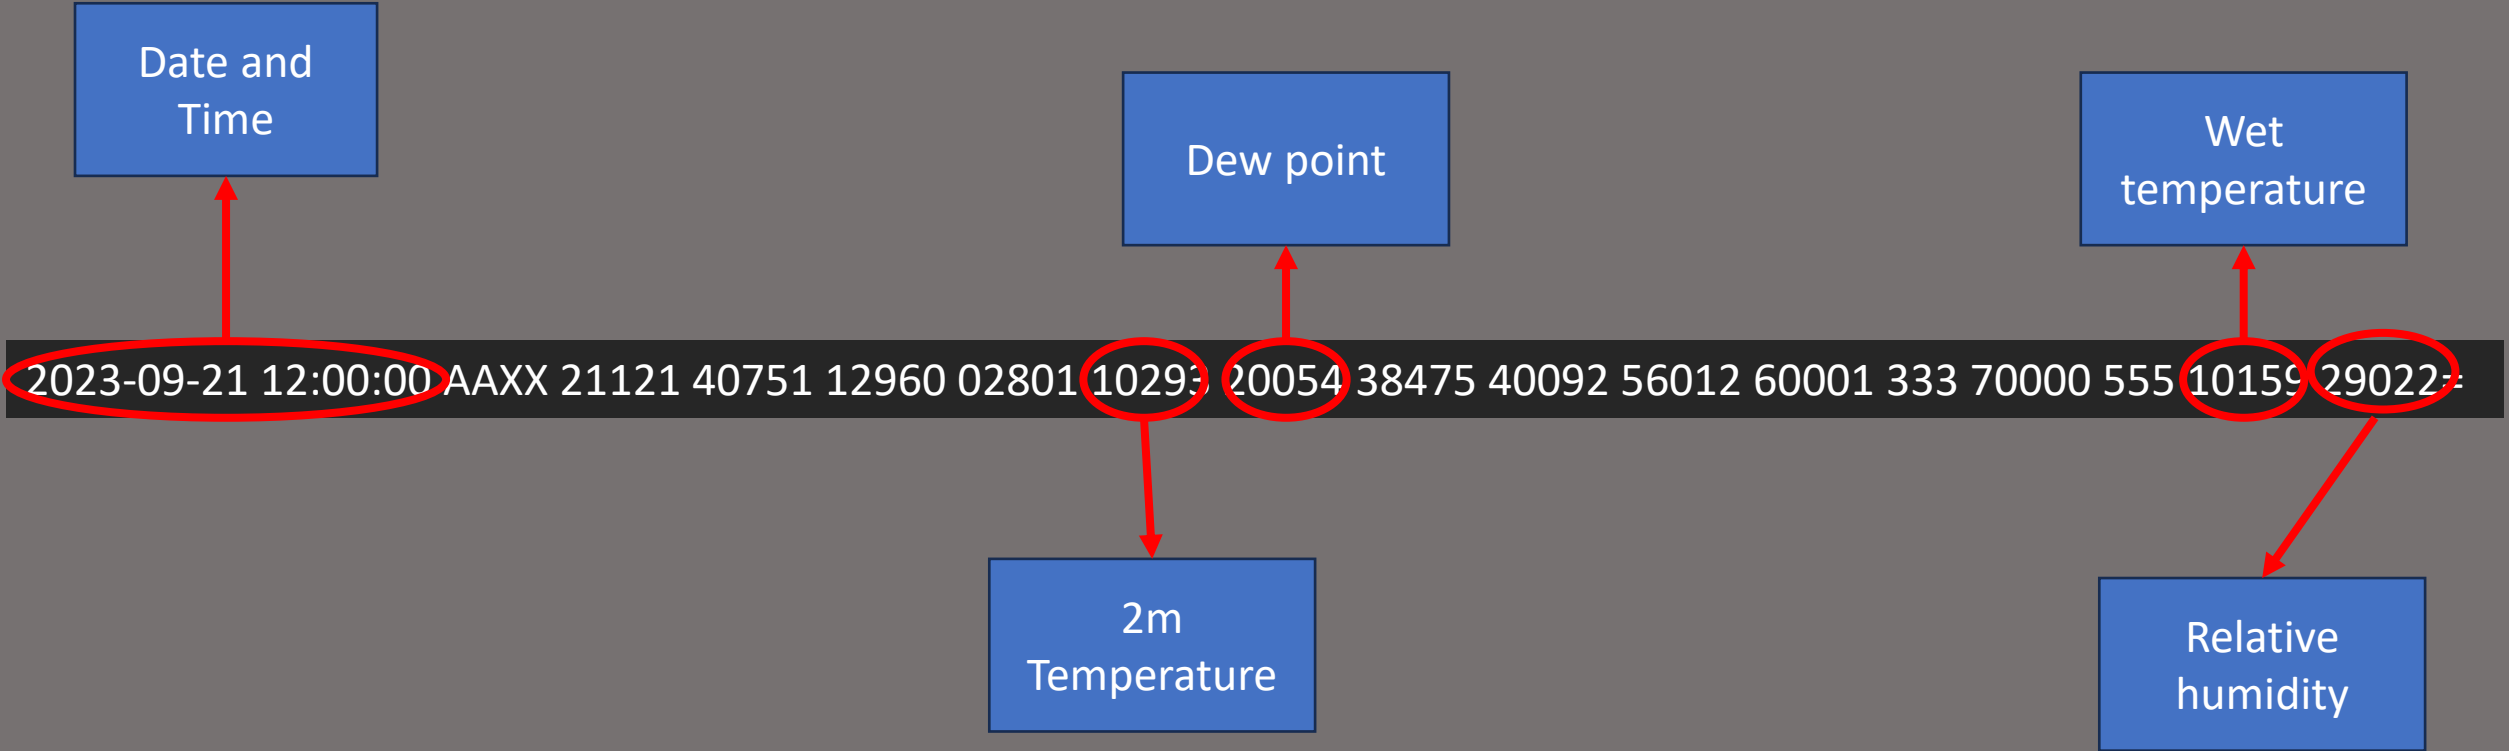 Date and
Time
Dew point
Wet
temperature
2023-09-21 12:00:00 AAXX 21121 40751 12960 02801 10293 20054 38475 40092 56012 60001 333 70000 555 10159 29022=
2m
Temperature
Relative
humidity